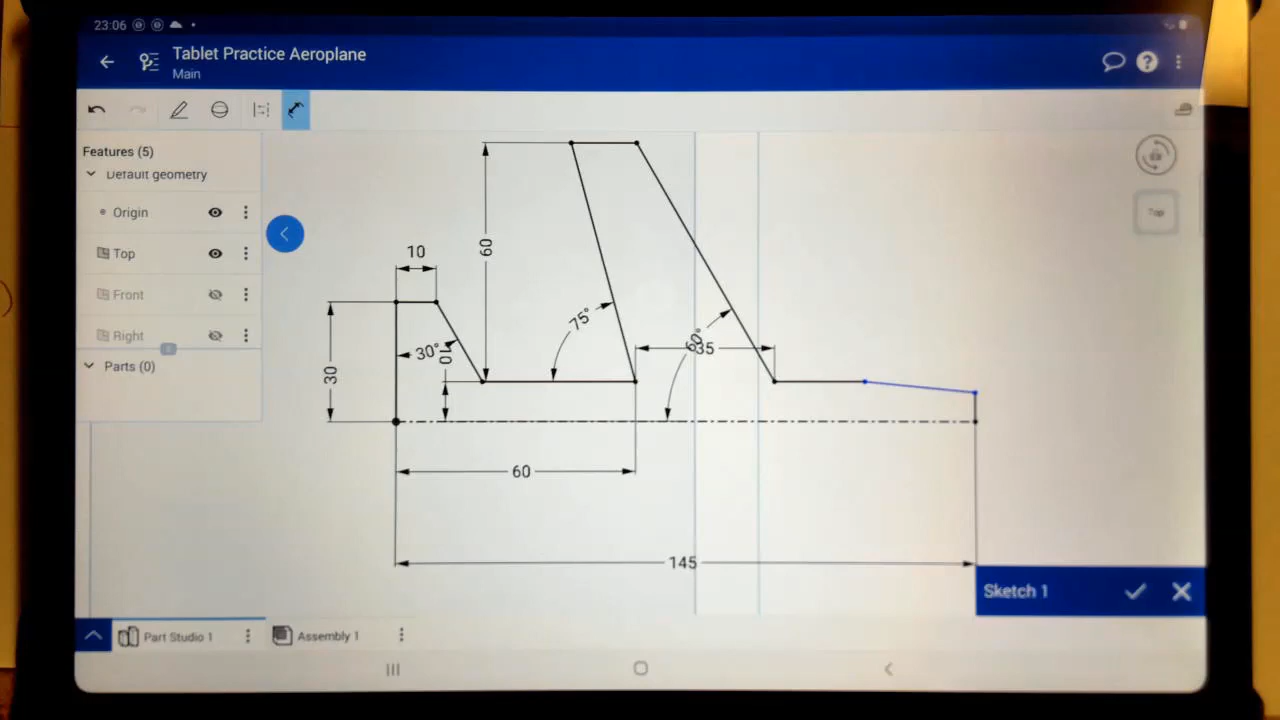 23:06
Tablet Practice Aeroplane
Main
Features (5)
Default geometry
Origin
Top
Front
Right
Parts (0)
Top
10
60
75°
60°
35
30°
10
30
60
145
Sketch 1
Part Studio 1
Assembly 1